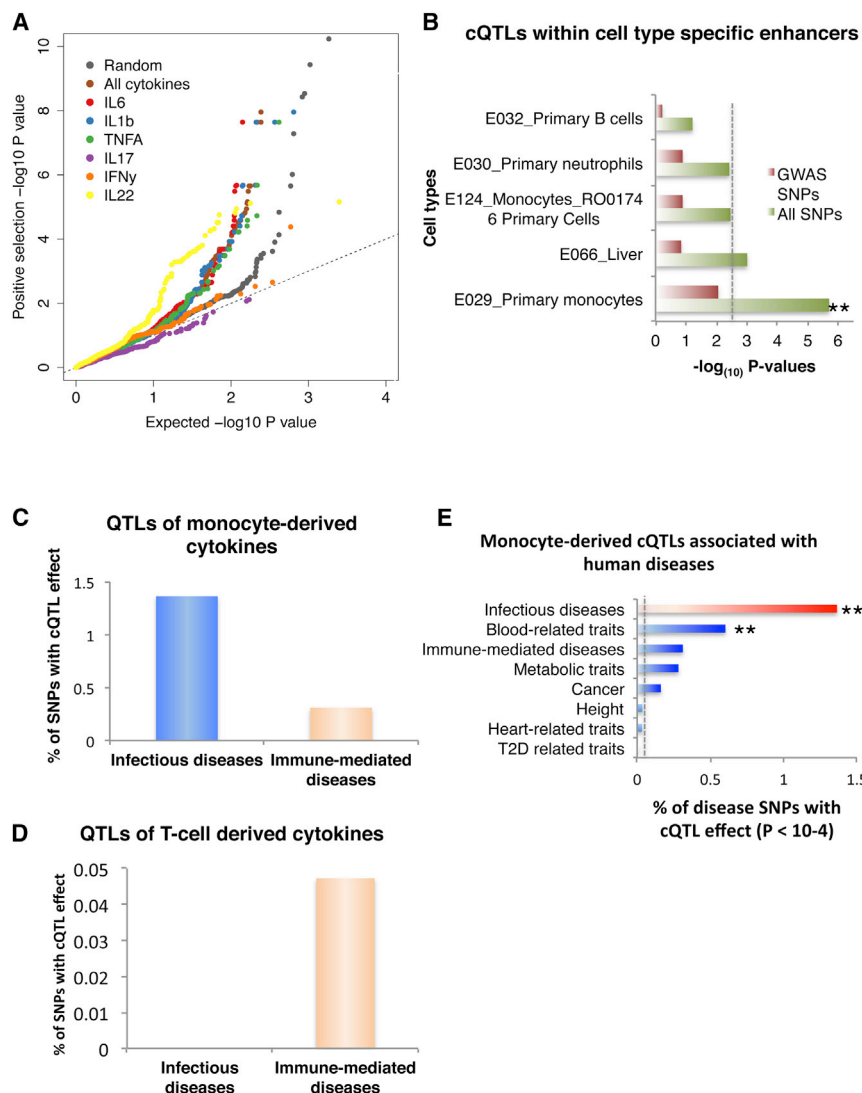 A
Positive selection −log10 P value
10
8
6
4
2
0
Random
All cytokines
IL6
IL1b
TNFA
IL17
IFNy
IL22
0 1 2 3 4
Expected −log10 P value
B
cQTLs within cell type specific enhancers
Cell types
E032_Primary B cells
E030_Primary neutrophils
E124_Monocytes_RO0174
6 Primary Cells
E066_Liver
E029_Primary monocytes
**
GWAS
SNPs
All SNPs
0 1 2 3 4 5 6
-log(10) P-values
C
QTLs of monocyte-derived
cytokines
% of SNPs with cQTL effect
1.5
1
0.5
0
Infectious diseases Immune-mediated
diseases
D
QTLs of T-cell derived cytokines
% of SNPs with cQTL effect
0.05
0.04
0.03
0.02
0.01
0
Infectious Immune-mediated
diseases diseases
E
Monocyte-derived cQTLs associated with
human diseases
Infectious diseases **
Blood-related traits **
Immune-mediated diseases
Metabolic traits
Cancer
Height
Heart-related traits
T2D related traits
0 0.5 1 1.5
% of disease SNPs with
cQTL effect (P < 10-4)